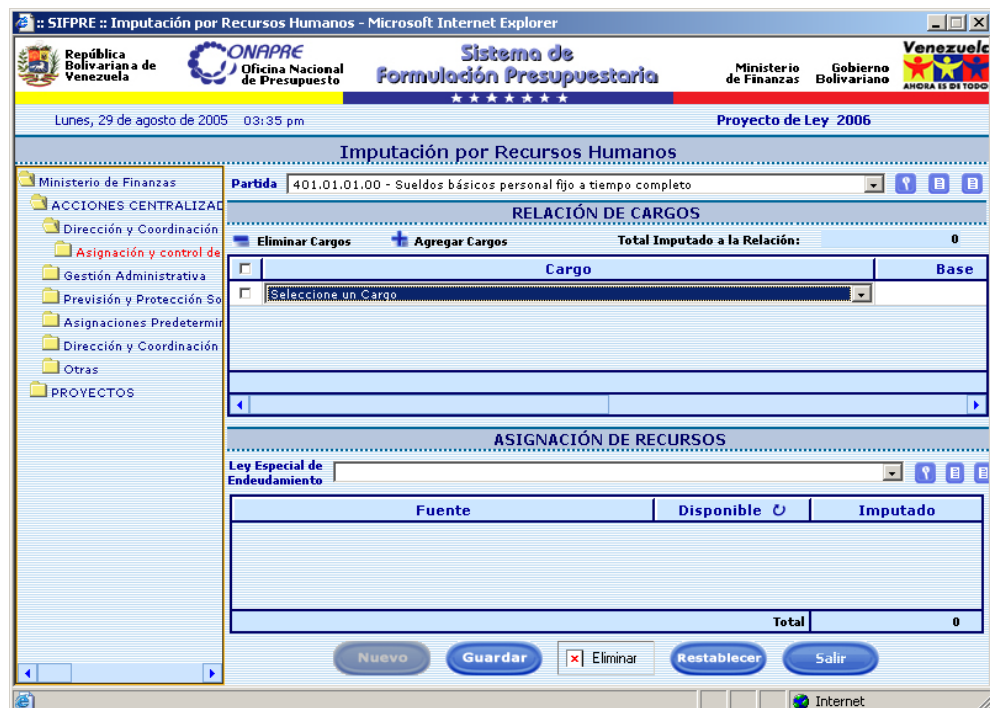 :: SIFPRE :: Imputación por Recursos Humanos - Microsoft Internet Explorer
República
Bolivariana de
Venezuela
ONAPRE
Oficina Nacional
de Presupuesto
Sistema de
Formulación Presupuestaria
Ministerio
de Finanzas
Gobierno
Bolivariano
Venezuela
AHORA ES DE TODOS
Lunes, 29 de agosto de 2005 03:35 pm
Proyecto de Ley 2006
Imputación por Recursos Humanos
Ministerio de Finanzas
ACCIONES CENTRALIZAD
Dirección y Coordinación
Asignación y control de
Gestión Administrativa
Previsión y Protección So
Asignaciones Predetermin
Dirección y Coordinación
Otras
PROYECTOS
Partida 401.01.01.00 - Sueldos básicos personal fijo a tiempo completo
RELACIÓN DE CARGOS
Eliminar Cargos Agregar Cargos Total Imputado a la Relación: 0
Cargo Base
Seleccione un Cargo
ASIGNACIÓN DE RECURSOS
Ley Especial de
Endeudamiento
Fuente Disponible Imputado
Total 0
Nuevo Guardar Eliminar Restablecer Salir
Internet